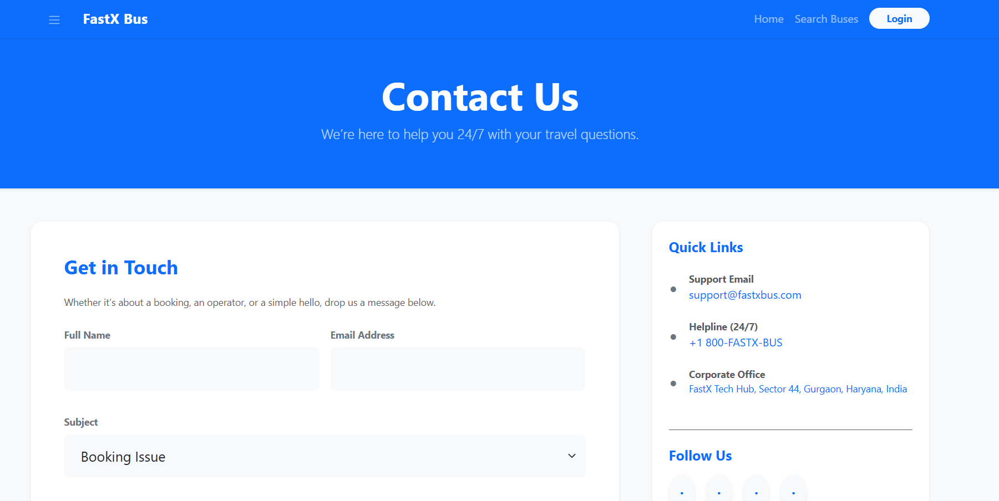 FastX Bus
Home
Search Buses
Login
Contact Us
We’re here to help you 24/7 with your travel questions.
Get in Touch
Whether it’s about a booking, an operator, or a simple hello, drop us a message below.
Full Name
Email Address
Subject
Booking Issue
Quick Links
Support Email
support@fastxbus.com
Helpline (24/7)
+1 800-FASTX-BUS
Corporate Office
FastX Tech Hub, Sector 44, Gurgaon, Haryana, India
Follow Us